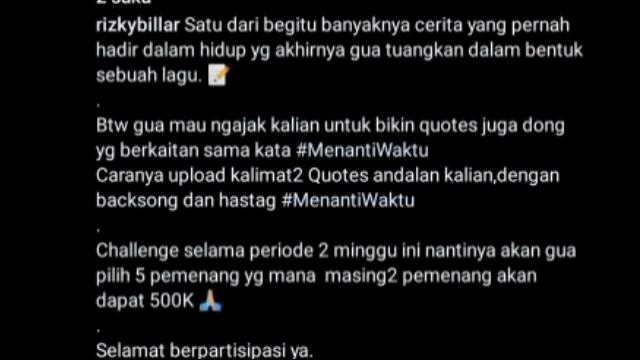 2 suka
rizkybillar Satu dari begitu banyaknya cerita yang pernah
hadir dalam hidup yg akhirnya gua tuangkan dalam bentuk
sebuah lagu. 📝
.
Btw gua mau ngajak kalian untuk bikin quotes juga dong
yg berkaitan sama kata #MenantiWaktu
Caranya upload kalimat2 Quotes andalan kalian,dengan
backsong dan hastag #MenantiWaktu
.
Challenge selama periode 2 minggu ini nantinya akan gua
pilih 5 pemenang yg mana  masing2 pemenang akan
dapat 500K 🙏🏼
.
Selamat berpartisipasi ya.